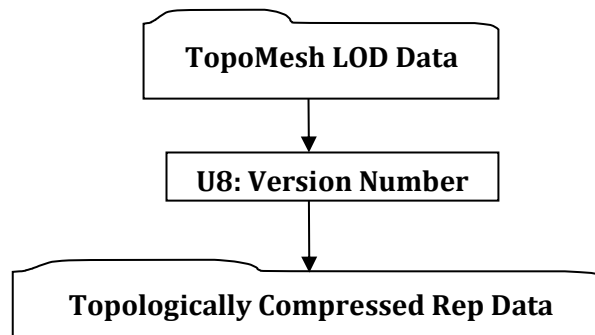 TopoMesh LOD Data
U8: Version Number
Topologically Compressed Rep Data